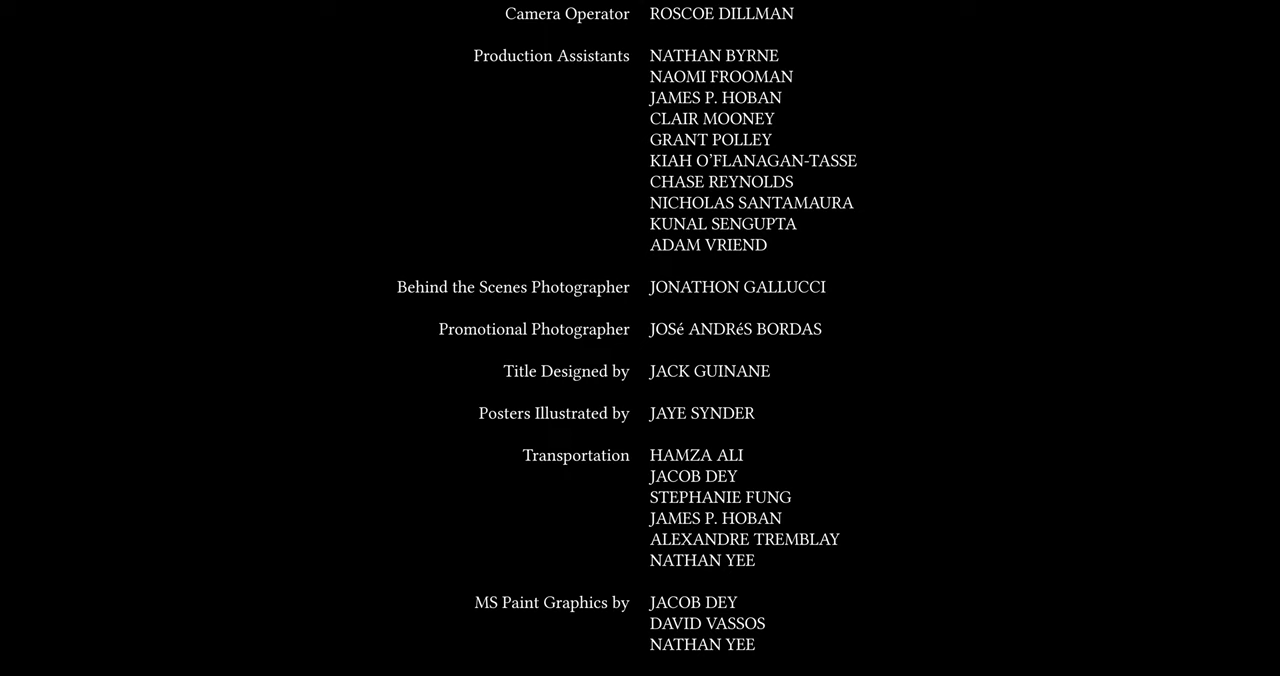 Camera Operator ROSCOE DILLMAN
Production Assistants NATHAN BYRNE
NAOMI FROOMAN
JAMES P. HOBAN
CLAIR MOONEY
GRANT POLLEY
KIAH O’FLANAGAN-TASSE
CHASE REYNOLDS
NICHOLAS SANTAMAURA
KUNAL SENGUPTA
ADAM VRIEND
Behind the Scenes Photographer JONATHON GALLUCCI
Promotional Photographer JOSé ANDRéS BORDAS
Title Designed by JACK GUINANE
Posters Illustrated by JAYE SYNDER
Transportation HAMZA ALI
JACOB DEY
STEPHANIE FUNG
JAMES P. HOBAN
ALEXANDRE TREMBLAY
NATHAN YEE
MS Paint Graphics by JACOB DEY
DAVID VASSOS
NATHAN YEE